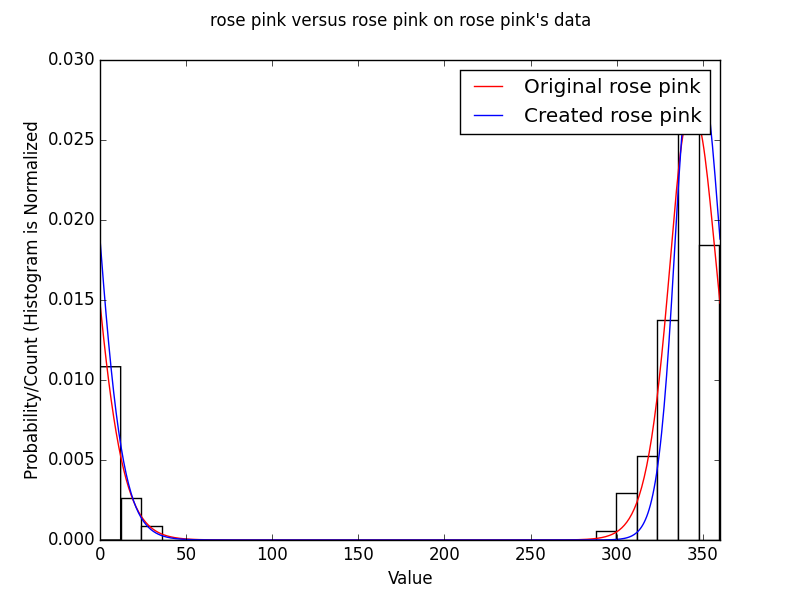 rose pink versus rose pink on rose pink's data
Original rose pink
Created rose pink
0.030
0.025
0.020
0.015
0.010
0.005
0.000
Probability/Count (Histogram is Normalized
0 50 100 150 200 250 300 350
Value